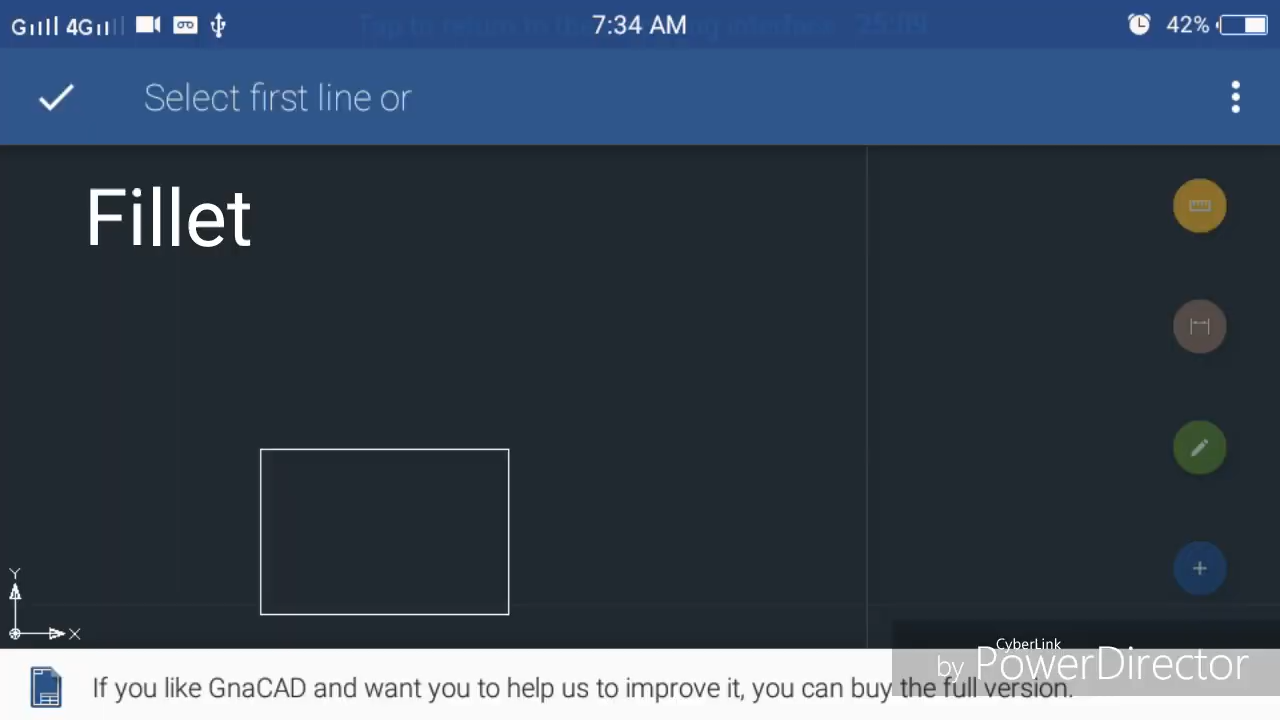 G 4G 7:34 AM 42%
Select first line or
Fillet
Y
X
CyberLink
by PowerDirector
If you like GnaCAD and want you to help us to improve it, you can buy the full version.